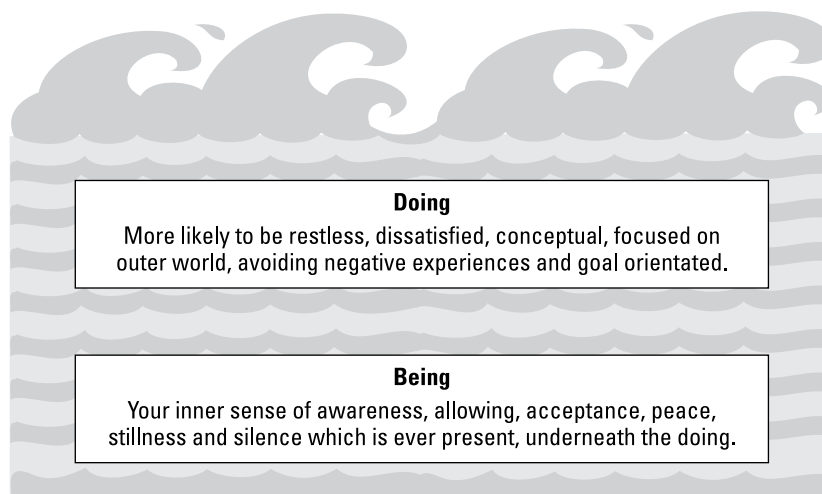 Doing
More likely to be restless, dissatisfied, conceptual, focused on
outer world, avoiding negative experiences and goal orientated.
Being
Your inner sense of awareness, allowing, acceptance, peace,
stillness and silence which is ever present, underneath the doing.